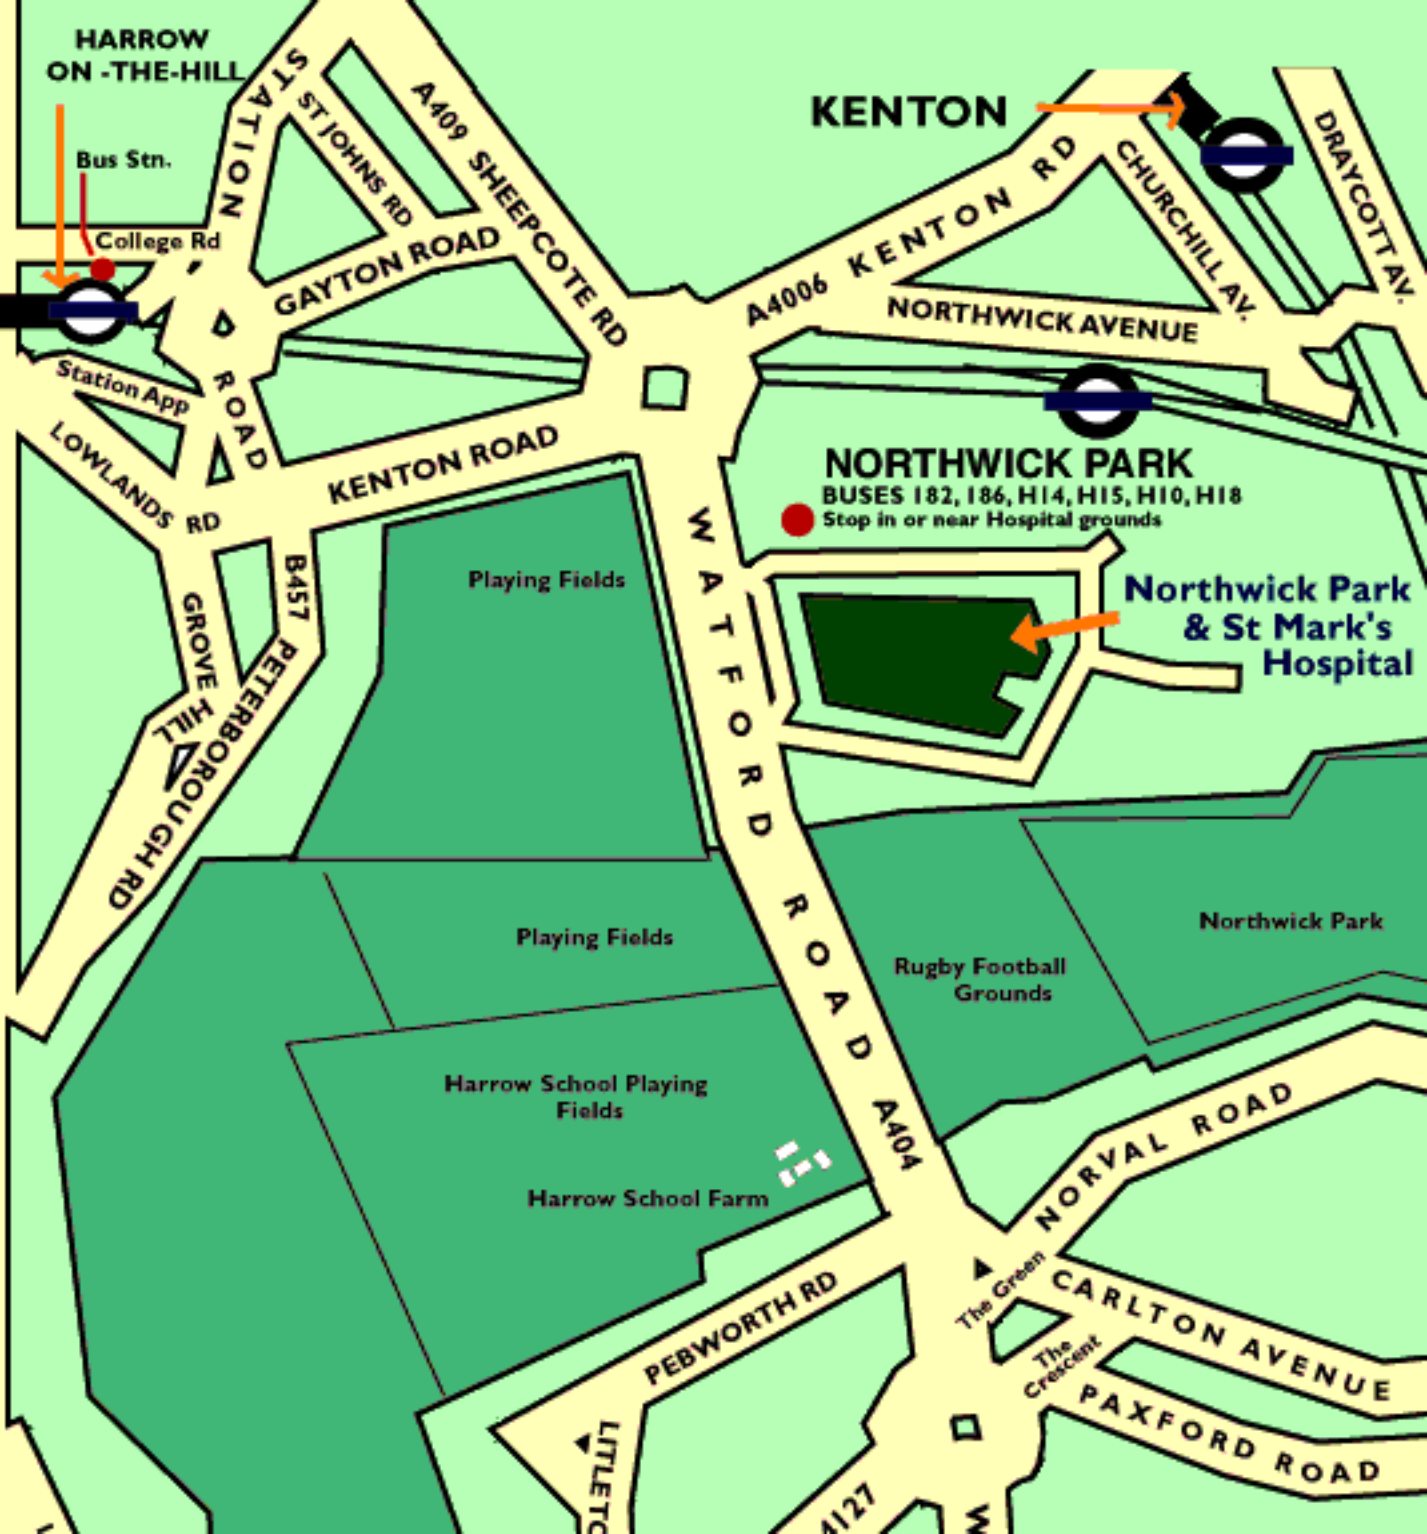 HARROW
ON -THE-HILL
Bus Stn.
College Rd
STATION
ROAD
ST JOHNS RD
A409 SHEEPCOTE RD
GAYTON ROAD
KENTON
A4006 KENTON RD
CHURCHILL AV.
DRAYCOTT AV.
NORTHWICK AVENUE
Station App
LOWLANDS RD
KENTON ROAD
NORTHWICK PARK
BUSES 182, 186, H14, H15, H10, H18
Stop in or near Hospital grounds
Northwick Park
& St Mark's
Hospital
WATFORD ROAD A404
Playing Fields
B457
PETERBOROUGH RD
GROVE
HILL
Playing Fields
Northwick Park
Rugby Football
Grounds
Harrow School Playing
Fields
Harrow School Farm
NORVAL ROAD
The Green
CARLTON AVENUE
The
Crescent
PAXFORD ROAD
PEBWORTH RD
LITTLETO
4127
W